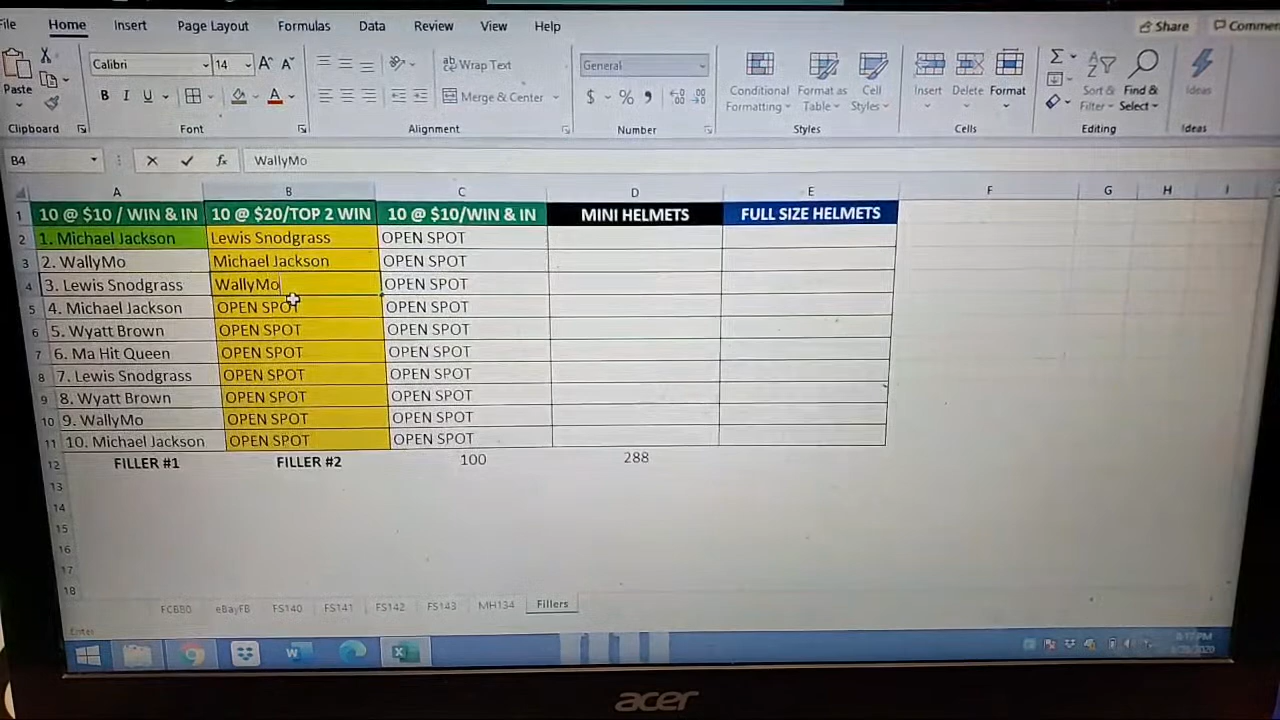 File Home Insert Page Layout Formulas Data Review View Help Share Commen
Calibri 14 A A Wrap Text General
Paste B I U A Merge & Center $ % Conditional Formatting Format as Table Cell Styles Insert Delete Format Sort & Filter Find & Select Ideas
Clipboard Font Alignment Number Styles Cells Editing Ideas
B4 fx WallyMo
A B C D E F G H I
1 10 @ $10 / WIN & IN 10 @ $20/TOP 2 WIN 10 @ $10/WIN & IN MINI HELMETS FULL SIZE HELMETS
2 1. Michael Jackson Lewis Snodgrass OPEN SPOT
3 2. WallyMo Michael Jackson OPEN SPOT
4 3. Lewis Snodgrass WallyMo OPEN SPOT
5 4. Michael Jackson OPEN SPOT OPEN SPOT
6 5. Wyatt Brown OPEN SPOT OPEN SPOT
7 6. Ma Hit Queen OPEN SPOT OPEN SPOT
8 7. Lewis Snodgrass OPEN SPOT OPEN SPOT
9 8. Wyatt Brown OPEN SPOT OPEN SPOT
10 9. WallyMo OPEN SPOT OPEN SPOT
11 10. Michael Jackson OPEN SPOT OPEN SPOT
12 FILLER #1 FILLER #2 100 288
13
14
15
16
17
18
FCBB0 eBayFB FS140 FS141 FS142 FS143 MH134 Fillers
Enter
acer